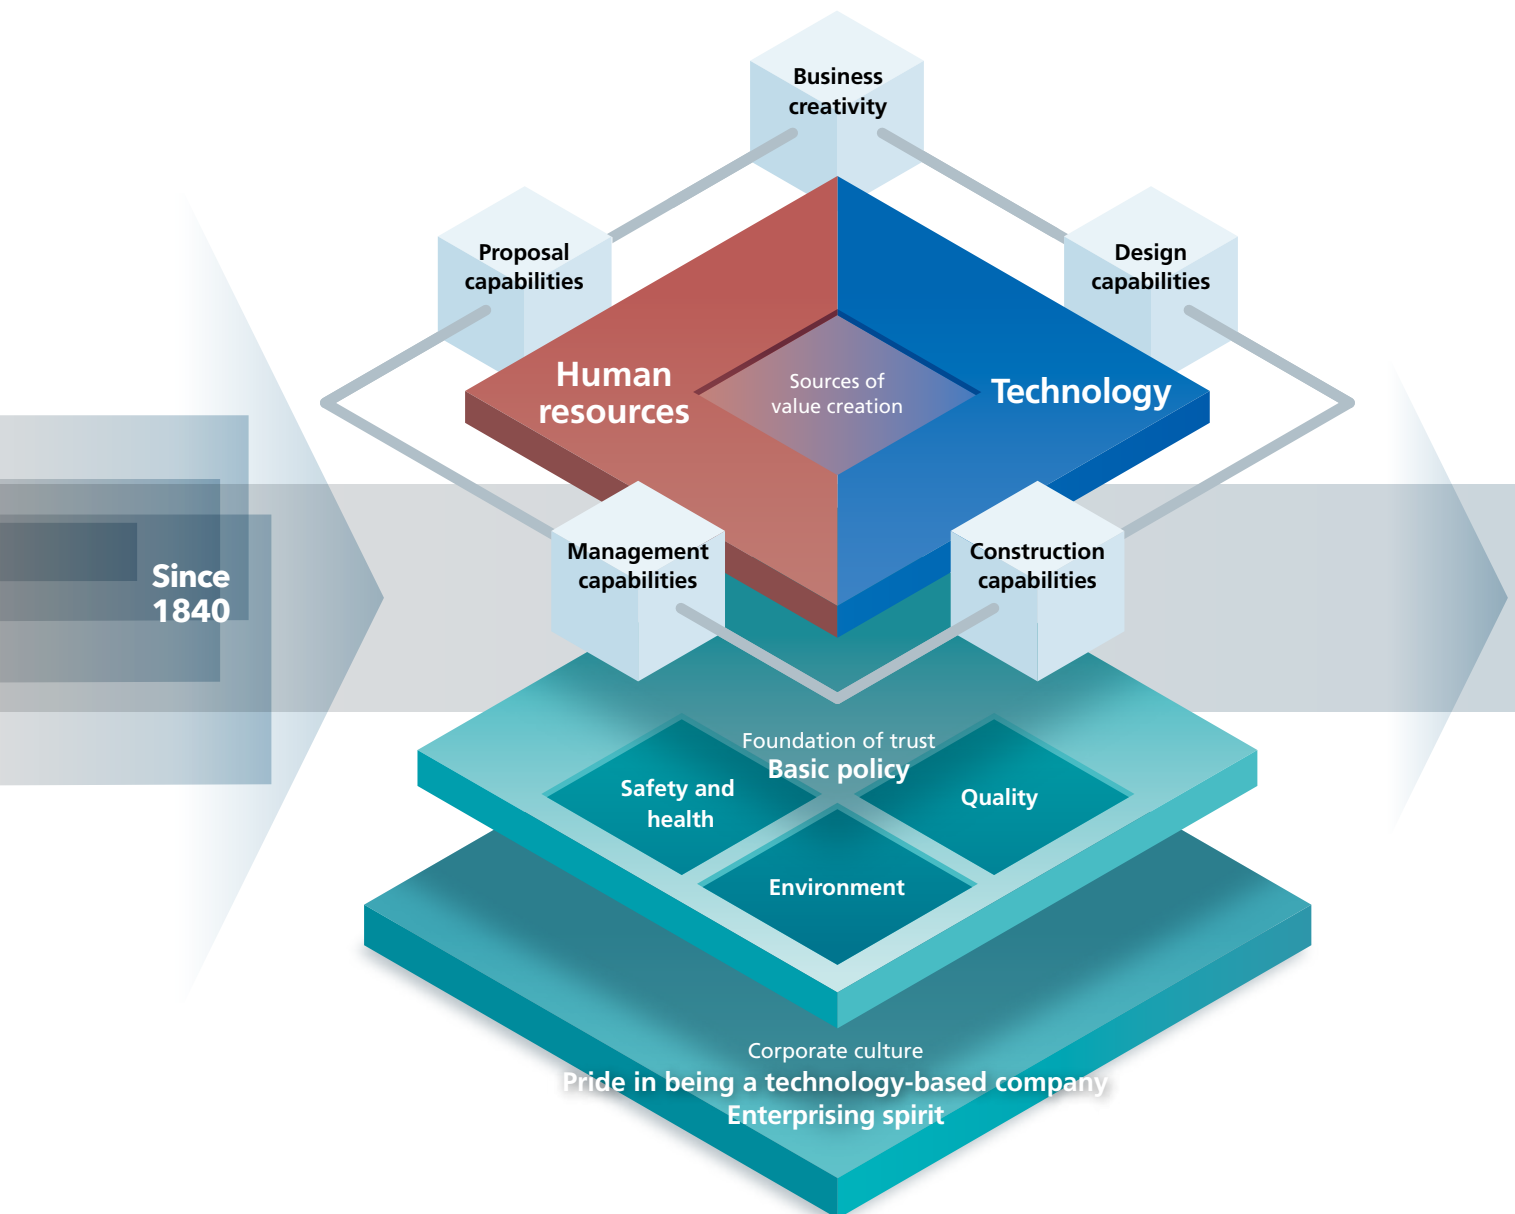 Business
creativity
Proposal
capabilities
Design
capabilities
Human
resources
Sources of
value creation
Technology
Management
capabilities
Construction
capabilities
Since
1840
Foundation of trust
Basic policy
Safety and
health
Quality
Environment
Corporate culture
Pride in being a technology-based company
Enterprising spirit